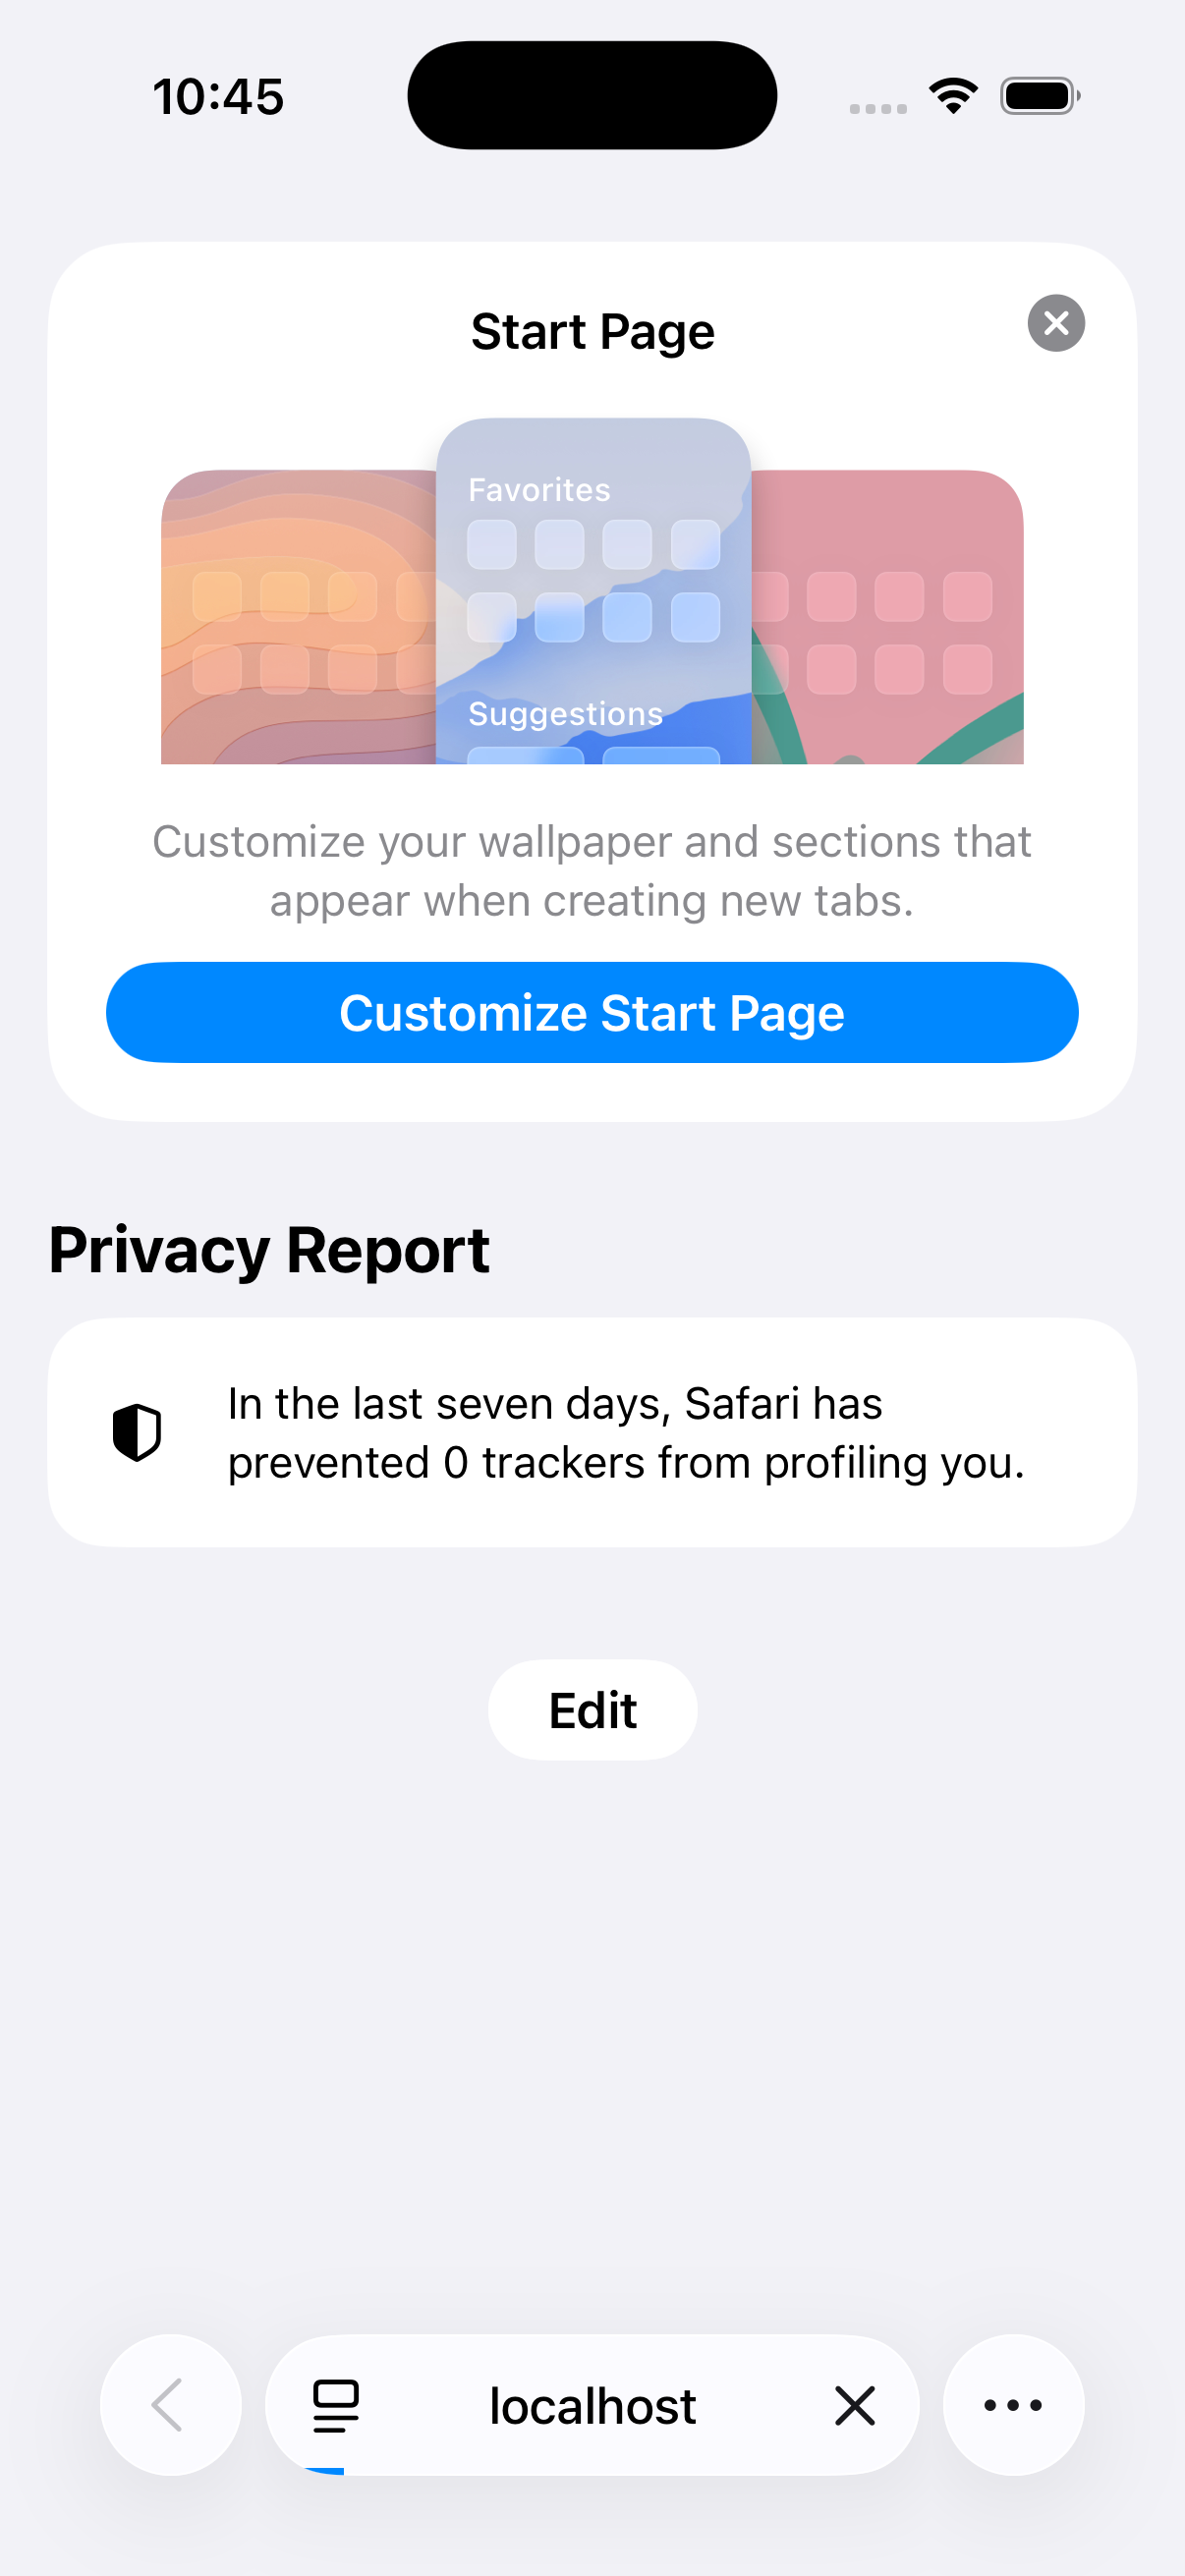 10:45
Start Page
Favorites
Suggestions
Customize your wallpaper and sections that
appear when creating new tabs.
Customize Start Page
Privacy Report
In the last seven days, Safari has
prevented 0 trackers from profiling you.
Edit
localhost